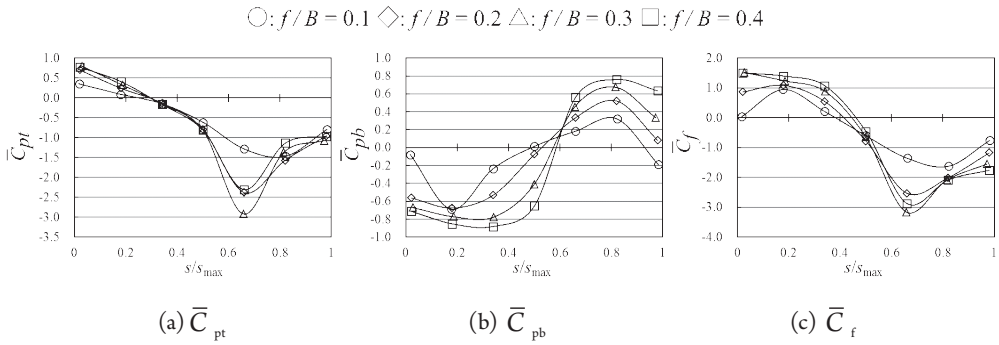 ◯: f / B = 0.1 ◇: f / B = 0.2 △: f / B = 0.3 □: f / B = 0.4
C̅pt
1.0
0.5
0.0
-0.5
-1.0
-1.5
-2.0
-2.5
-3.0
-3.5
0 0.2 0.4 0.6 0.8 1
s/smax
C̅pb
1.0
0.8
0.6
0.4
0.2
0.0
-0.2
-0.4
-0.6
-0.8
-1.0
0 0.2 0.4 0.6 0.8 1
s/smax
C̅f
2.0
1.0
0.0
-1.0
-2.0
-3.0
-4.0
0 0.2 0.4 0.6 0.8 1
s/smax
(a) C̅ pt
(b) C̅ pb
(c) C̅ f